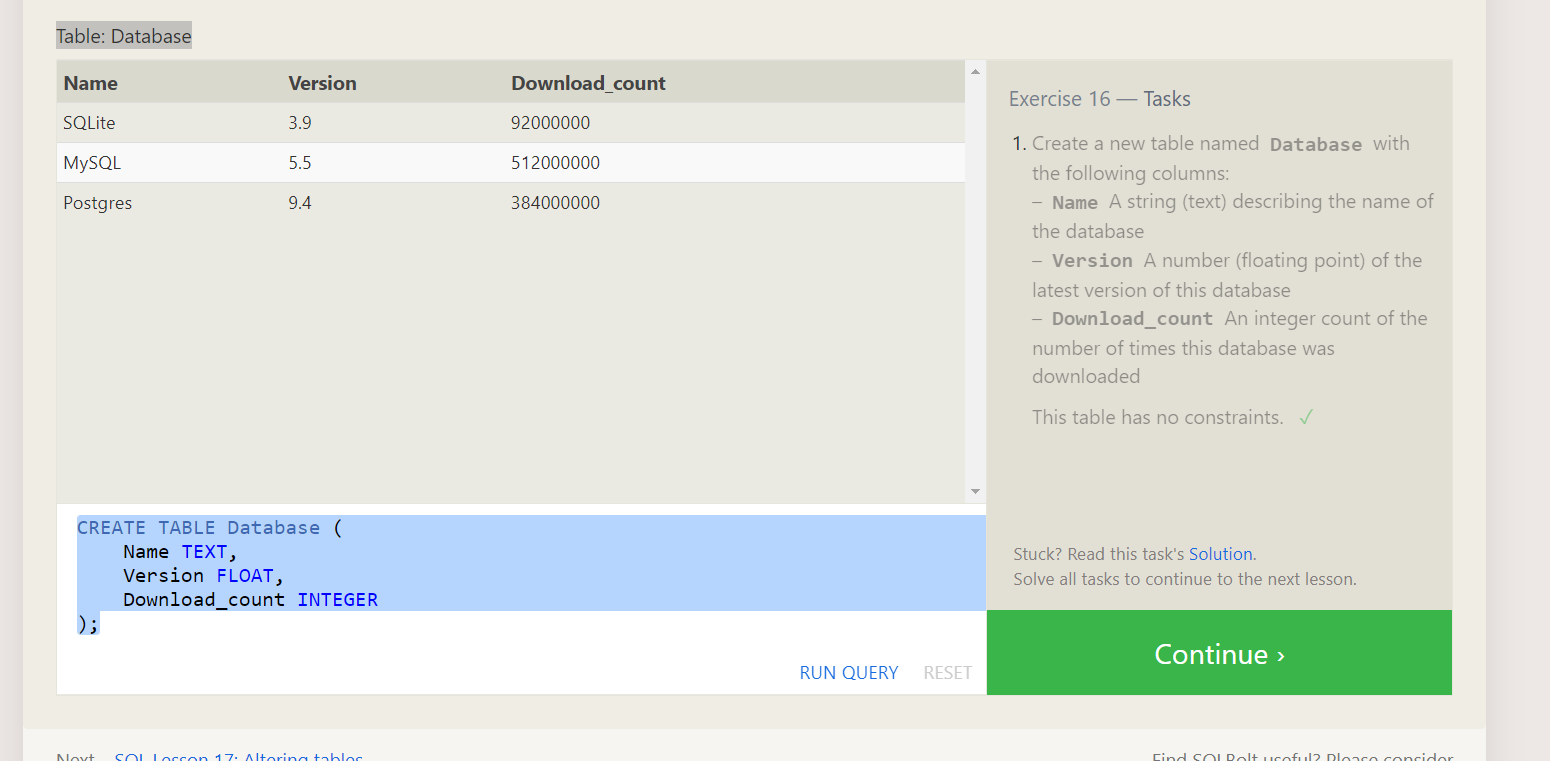 Table: Database
Name Version Download_count
SQLite 3.9 92000000
MySQL 5.5 512000000
Postgres 9.4 384000000
CREATE TABLE Database (
    Name TEXT,
    Version FLOAT,
    Download_count INTEGER
);
RUN QUERY RESET
Exercise 16 — Tasks
1. Create a new table named Database with
the following columns:
– Name A string (text) describing the name of
the database
– Version A number (floating point) of the
latest version of this database
– Download_count An integer count of the
number of times this database was
downloaded
This table has no constraints. ✓
Stuck? Read this task's Solution.
Solve all tasks to continue to the next lesson.
Continue ›
Next – SQL Lesson 17: Altering tables
Find SQLBolt useful? Please consider